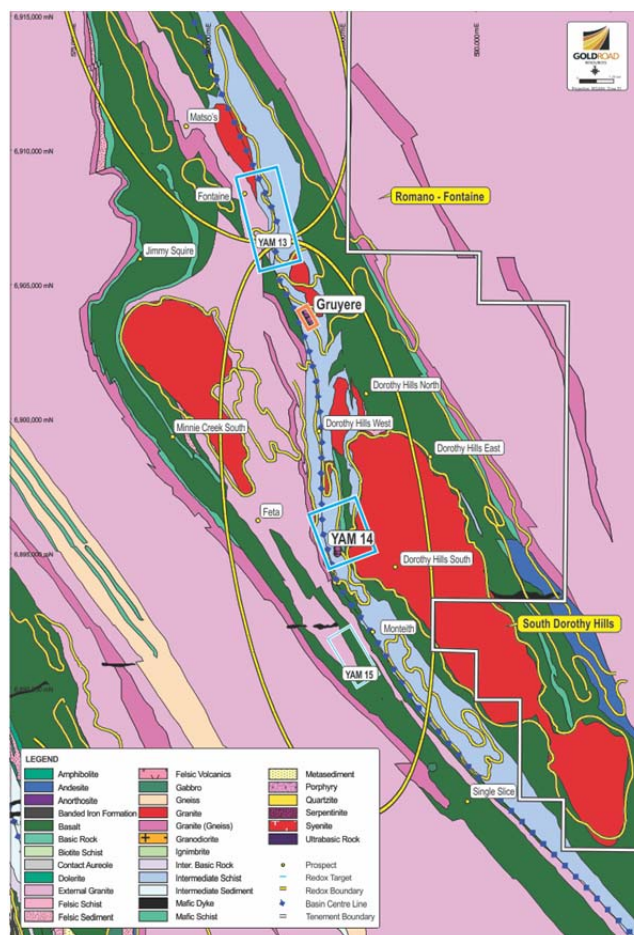 6,915,000 mN
GOLDROAD
RESOURCES
6,910,000 mN
Matso's
Fontaine
Romano - Fontaine
YAM 13
Jimmy Squire
6,905,000 mN
Gruyere
Dorothy Hills North
6,900,000 mN
Minnie Creek South
Dorothy Hills West
Dorothy Hills East
Feta
YAM 14
6,895,000 mN
Dorothy Hills South
South Dorothy Hills
Monteith
YAM 15
Single Slice
LEGEND
Amphibolite
Andesite
Anorthosite
Banded Iron Formation
Basalt
Basic Rock
Biotite Schist
Contact Aureole
Dolerite
External Granite
Felsic Schist
Felsic Sediment
Felsic Volcanics
Gabbro
Gneiss
Granite
Granite (Gneiss)
Granodiorite
Ignimbrite
Inter. Basic Rock
Intermediate Schist
Intermediate Sediment
Mafic Dyke
Mafic Schist
Metasediment
Porphyry
Quartzite
Serpentinite
Syenite
Ultrabasic Rock
Prospect
Redox Target
Redox Boundary
Basin Centre Line
Tenement Boundary